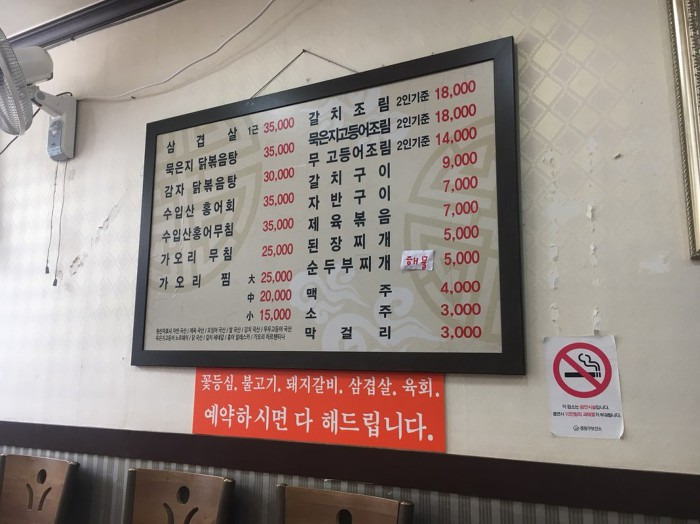 삼겹살 1근 35,000
묵은지 닭볶음탕 35,000
감자 닭볶음탕 30,000
수입산 홍어회 35,000
수입산홍어무침 35,000
가오리 무침 25,000
가오리 찜 大 25,000
中 20,000
小 15,000
갈치조림 2인기준 18,000
묵은지고등어조림 2인기준 18,000
무 고등어조림 2인기준 14,000
갈치구이 9,000
자반구이 7,000
제육볶음 7,000
된장찌개 5,000
순두부찌개 해물 5,000
맥주 4,000
소주 3,000
막걸리 3,000
꽃등심. 불고기. 돼지갈비. 삼겹살. 육회.
예약하시면 다 해드립니다.